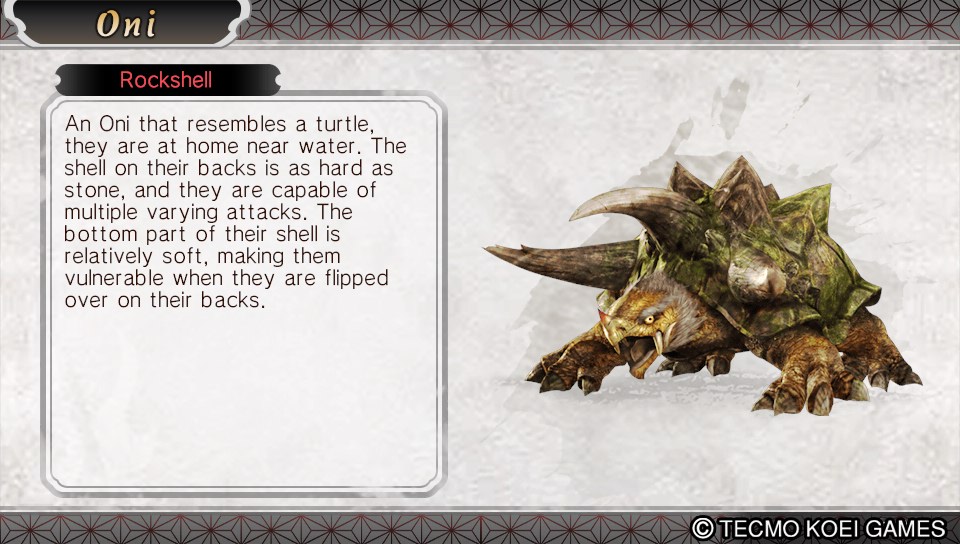 Oni
Rockshell
An Oni that resembles a turtle,
they are at home near water. The
shell on their backs is as hard as
stone, and they are capable of
multiple varying attacks. The
bottom part of their shell is
relatively soft, making them
vulnerable when they are flipped
over on their backs.
© TECMO KOEI GAMES